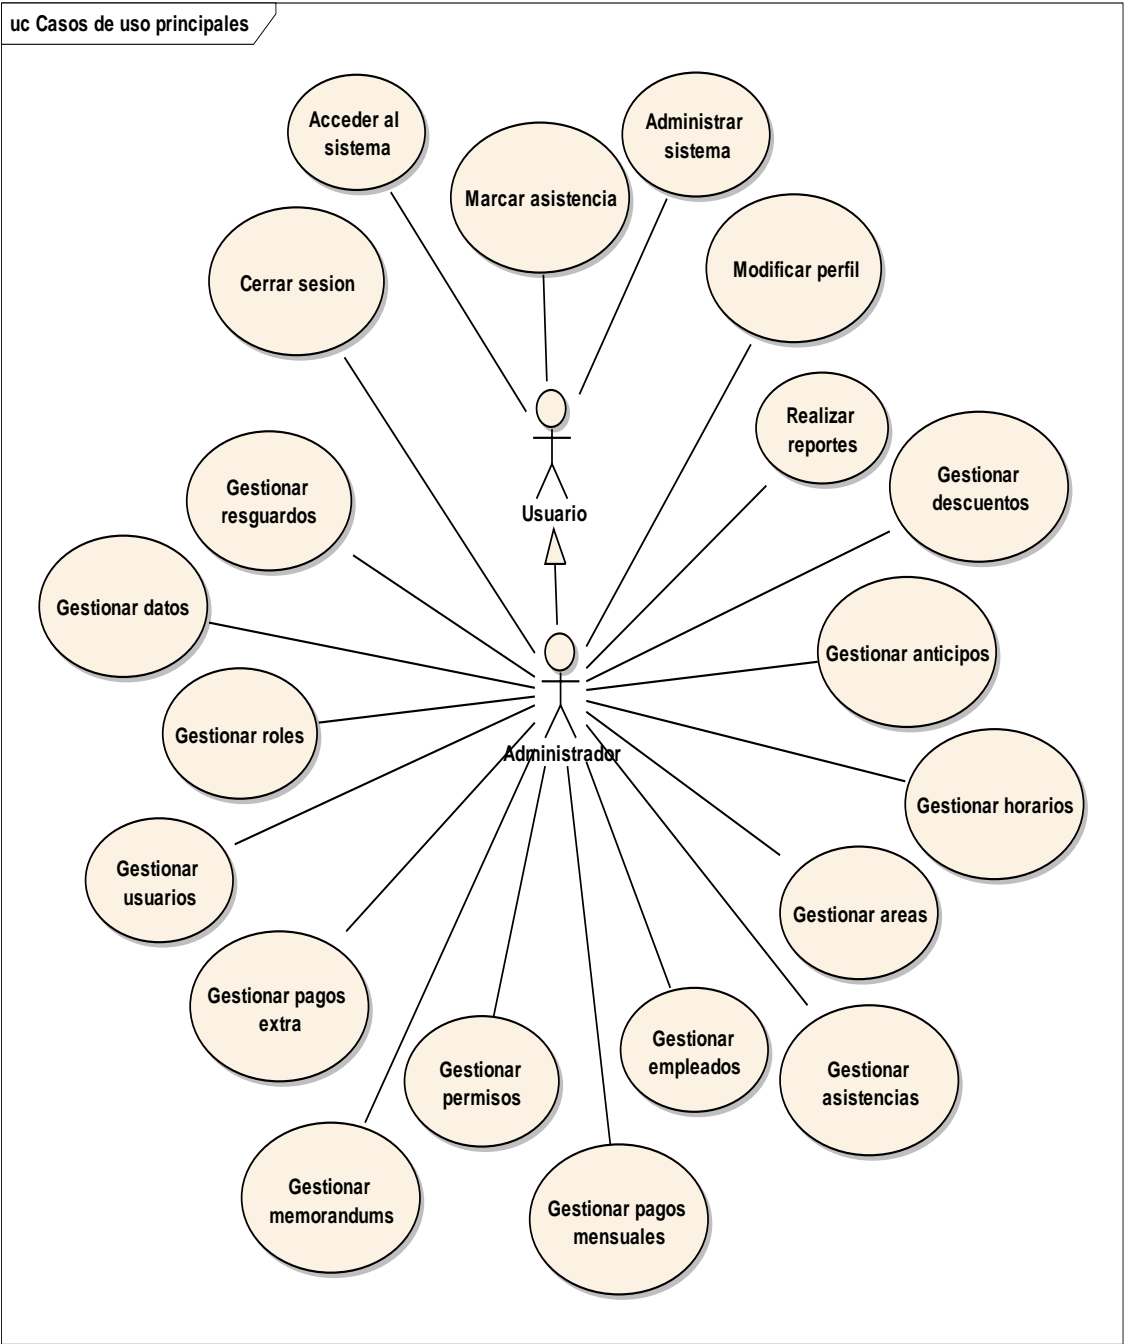 uc Casos de uso principales
Acceder al
sistema
Marcar asistencia
Administrar
sistema
Cerrar sesion
Modificar perfil
Realizar
reportes
Gestionar
resguardos
Gestionar
descuentos
Usuario
Gestionar datos
Gestionar anticipos
Gestionar roles
Administrador
Gestionar horarios
Gestionar
usuarios
Gestionar areas
Gestionar pagos
extra
Gestionar
permisos
Gestionar
empleados
Gestionar
asistencias
Gestionar
memorandums
Gestionar pagos
mensuales